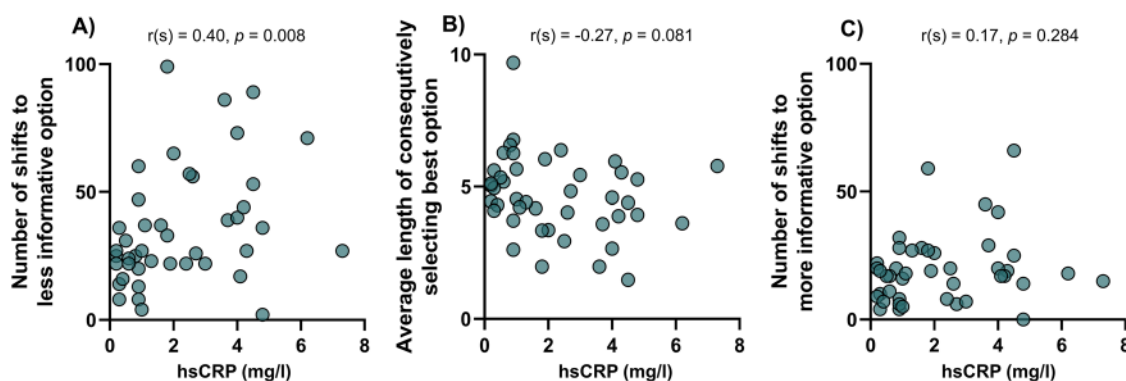 A)
r(s) = 0.40, p = 0.008
Number of shifts to
less informative option
100
50
0
0 2 4 6 8
hsCRP (mg/l)
B)
r(s) = -0.27, p = 0.081
Average length of consequtively
selecting best option
10
5
0
0 2 4 6 8
hsCRP (mg/l)
C)
r(s) = 0.17, p = 0.284
Number of shifts to
more informative option
100
50
0
0 2 4 6 8
hsCRP (mg/l)